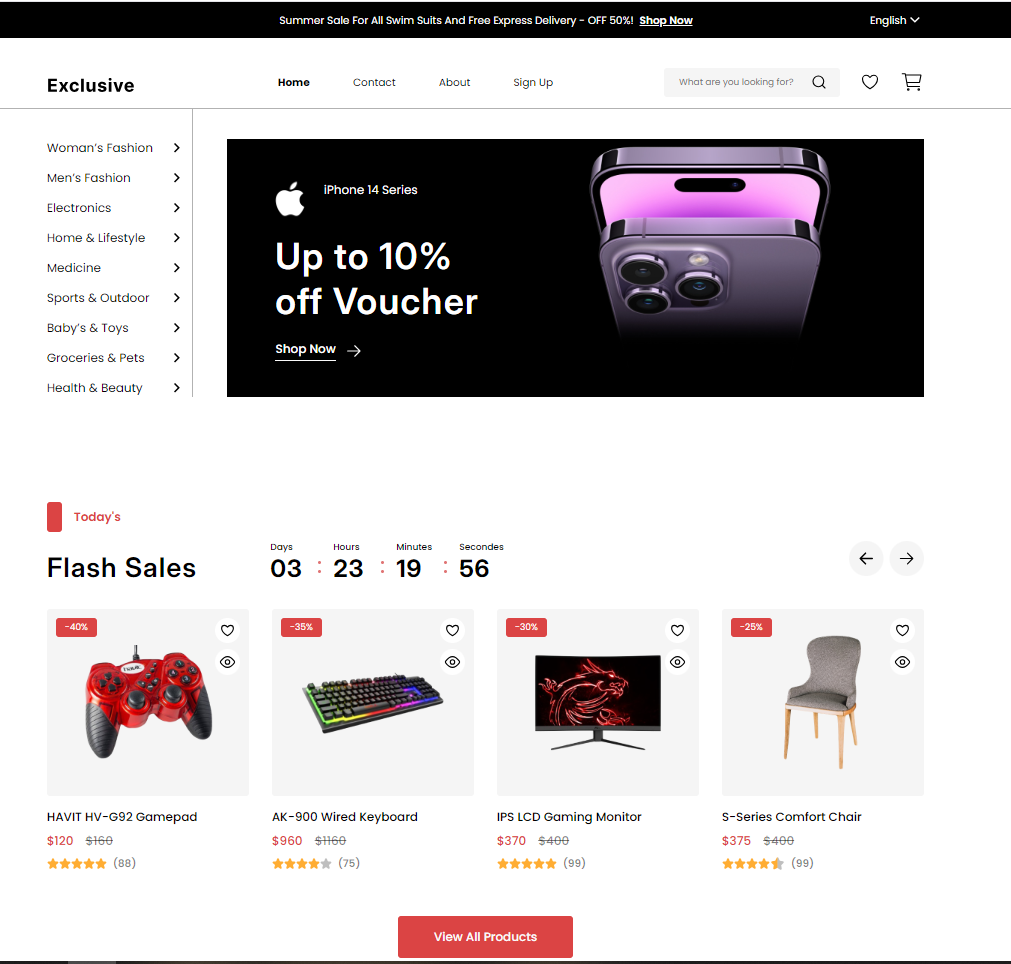 Summer Sale For All Swim Suits And Free Express Delivery - OFF 50%! Shop Now
English
Exclusive
Home
Contact
About
Sign Up
What are you looking for?
Woman's Fashion
Men's Fashion
Electronics
Home & Lifestyle
Medicine
Sports & Outdoor
Baby's & Toys
Groceries & Pets
Health & Beauty
iPhone 14 Series
Up to 10%
off Voucher
Shop Now
Today's
Flash Sales
Days
Hours
Minutes
Secondes
03 : 23 : 19 : 56
-40%
-35%
-30%
-25%
HAVIT HV-G92 Gamepad
$120 $160
(88)
AK-900 Wired Keyboard
$960 $1160
(75)
IPS LCD Gaming Monitor
$370 $400
(99)
S-Series Comfort Chair
$375 $400
(99)
View All Products